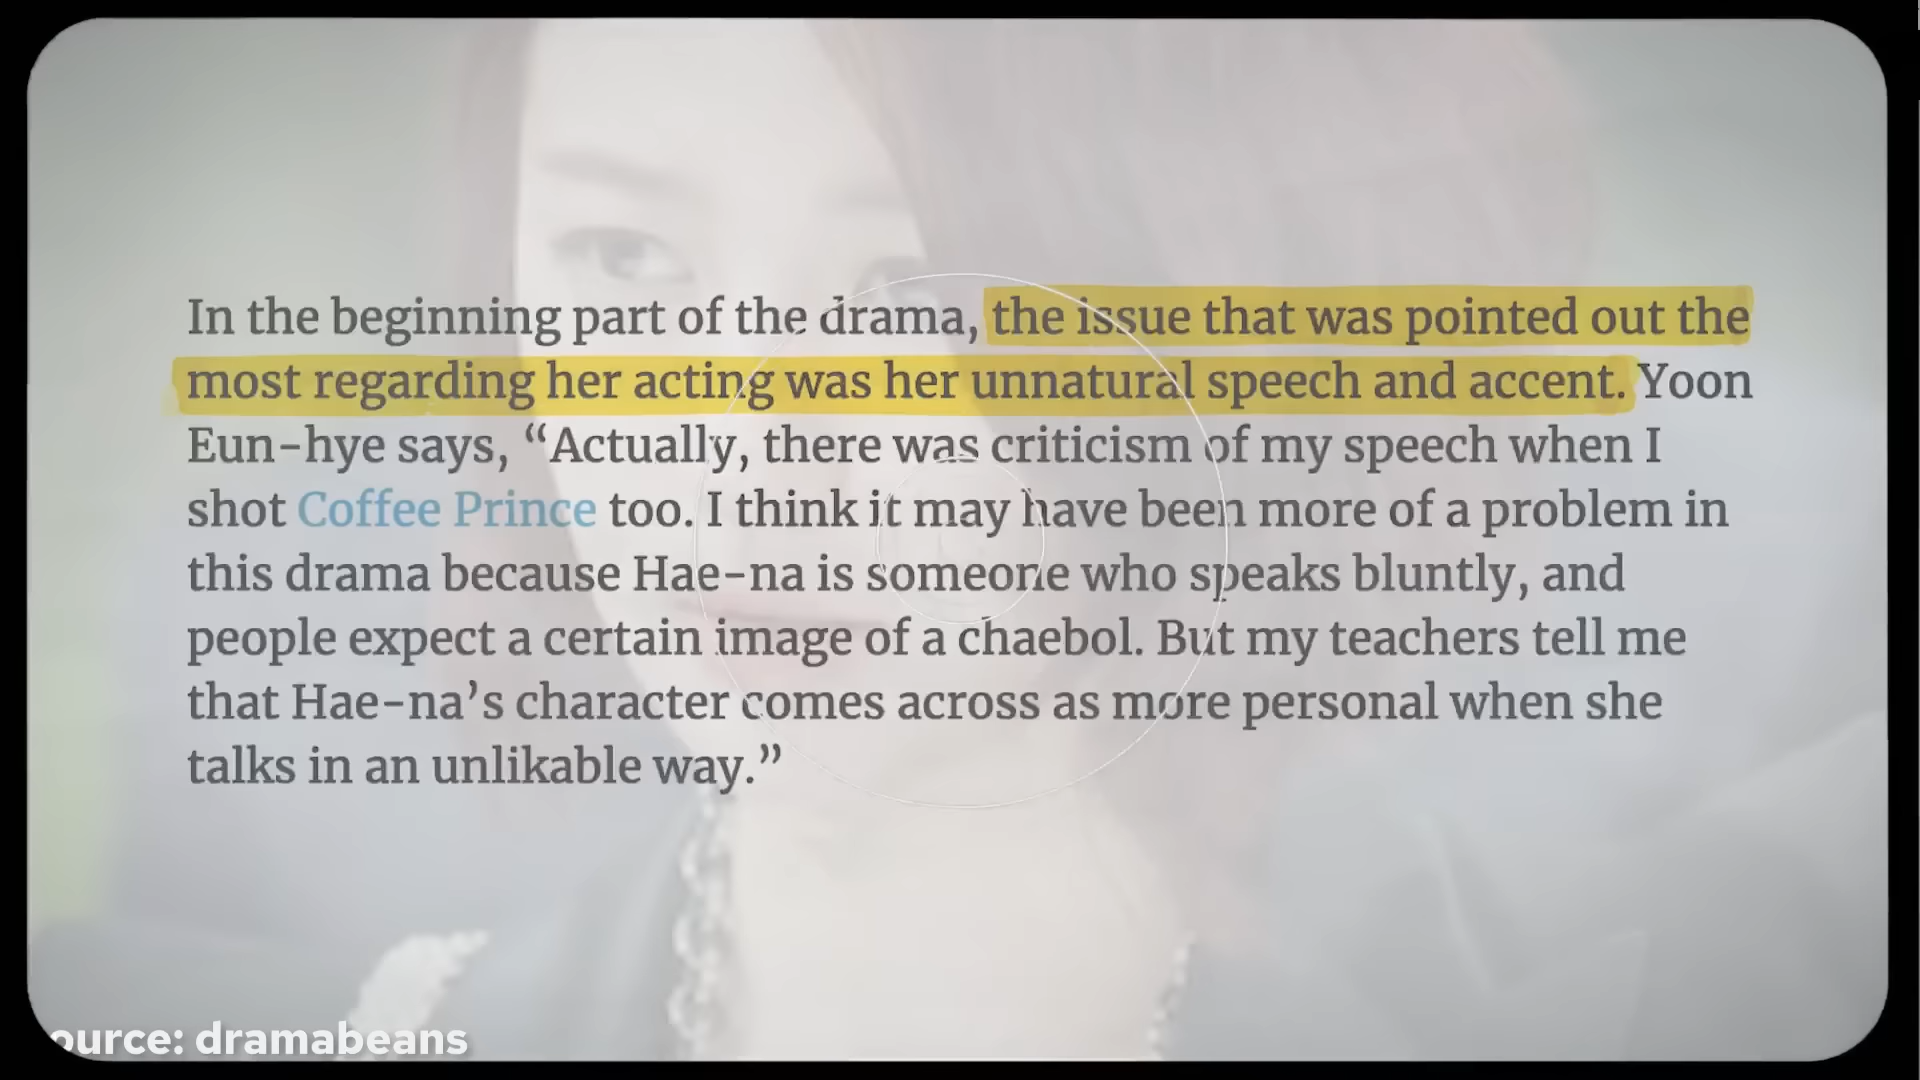 In the beginning part of the drama, the issue that was pointed out the
most regarding her acting was her unnatural speech and accent. Yoon
Eun-hye says, “Actually, there was criticism of my speech when I
shot Coffee Prince too. I think it may have been more of a problem in
this drama because Hae-na is someone who speaks bluntly, and
people expect a certain image of a chaebol. But my teachers tell me
that Hae-na’s character comes across as more personal when she
talks in an unlikable way.”
ource: dramabeans